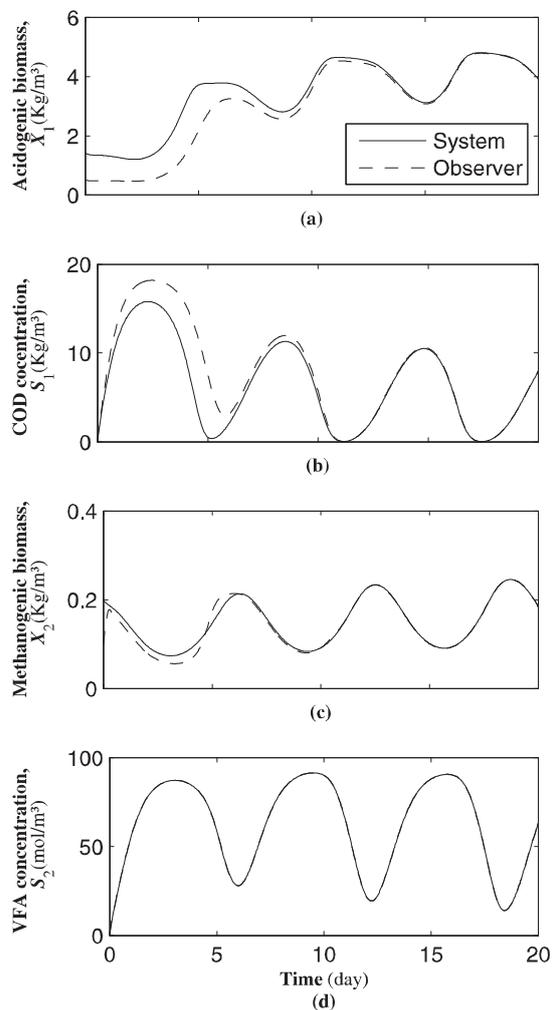 Acidogenic biomass,
X₁(Kg/m³)
6
4
2
0
System
Observer
(a)
COD cocentration,
S₁(Kg/m³)
20
10
0
(b)
Methanogenic biomass,
X₂(Kg/m³)
0.4
0.2
0
(c)
VFA concentration,
S₂(mol/m³)
100
50
0
0 5 10 15 20
Time (day)
(d)